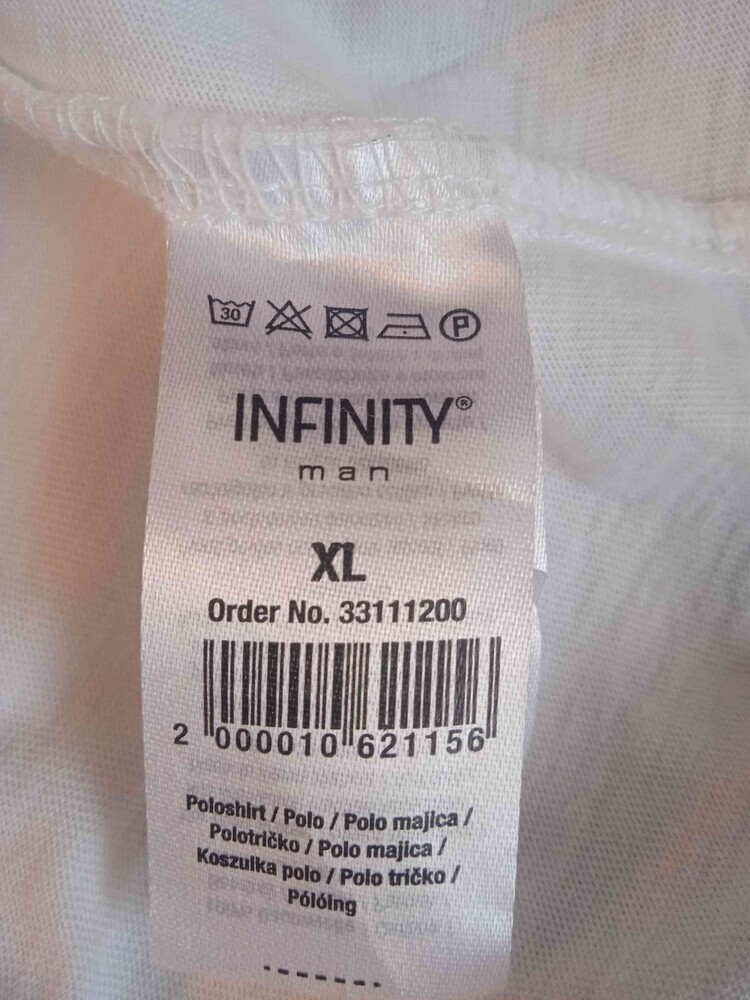 30
P
INFINITY®
man
XL
Order No. 33111200
2 000010 621156
Poloshirt / Polo / Polo majica /
Polotričko / Polo majica /
Koszulka polo / Polo tričko /
Pólóing